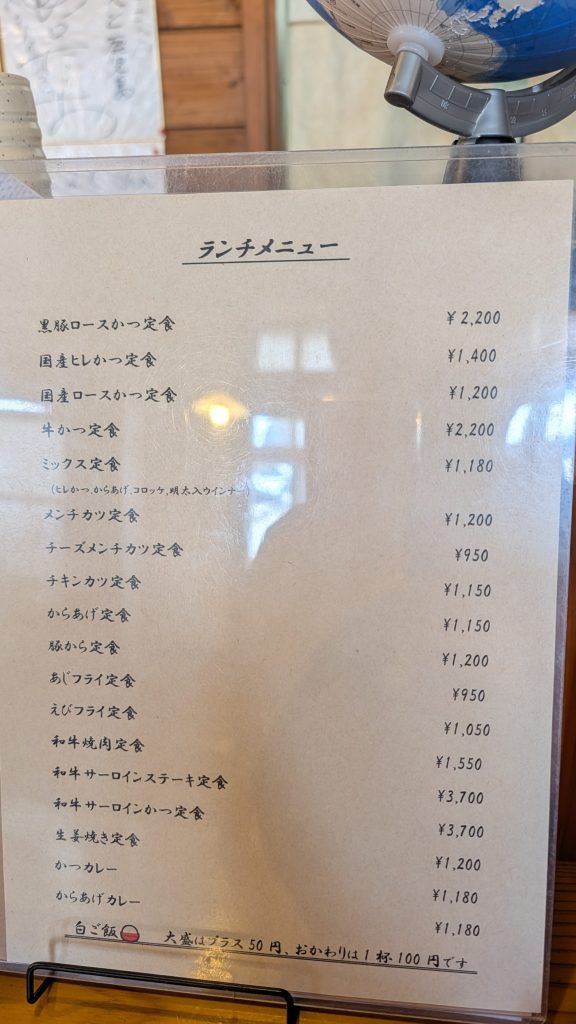 ランチメニュー
黒豚ロースかつ定食 ¥2,200
国産ヒレかつ定食 ¥1,400
国産ロースかつ定食 ¥1,200
牛かつ定食 ¥2,200
ミックス定食 ¥1,180
(ヒレかつ、からあげ、コロッケ、明太入ウインナー)
メンチカツ定食 ¥1,200
チーズメンチカツ定食 ¥950
チキンカツ定食 ¥1,150
からあげ定食 ¥1,150
豚から定食 ¥1,200
あじフライ定食 ¥950
えびフライ定食 ¥1,050
和牛焼肉定食 ¥1,550
和牛サーロインステーキ定食 ¥3,700
和牛サーロインかつ定食 ¥3,700
生姜焼き定食 ¥1,200
かつカレー ¥1,180
からあげカレー ¥1,180
白ご飯 大盛はプラス50円、おかわりは1杯100円です